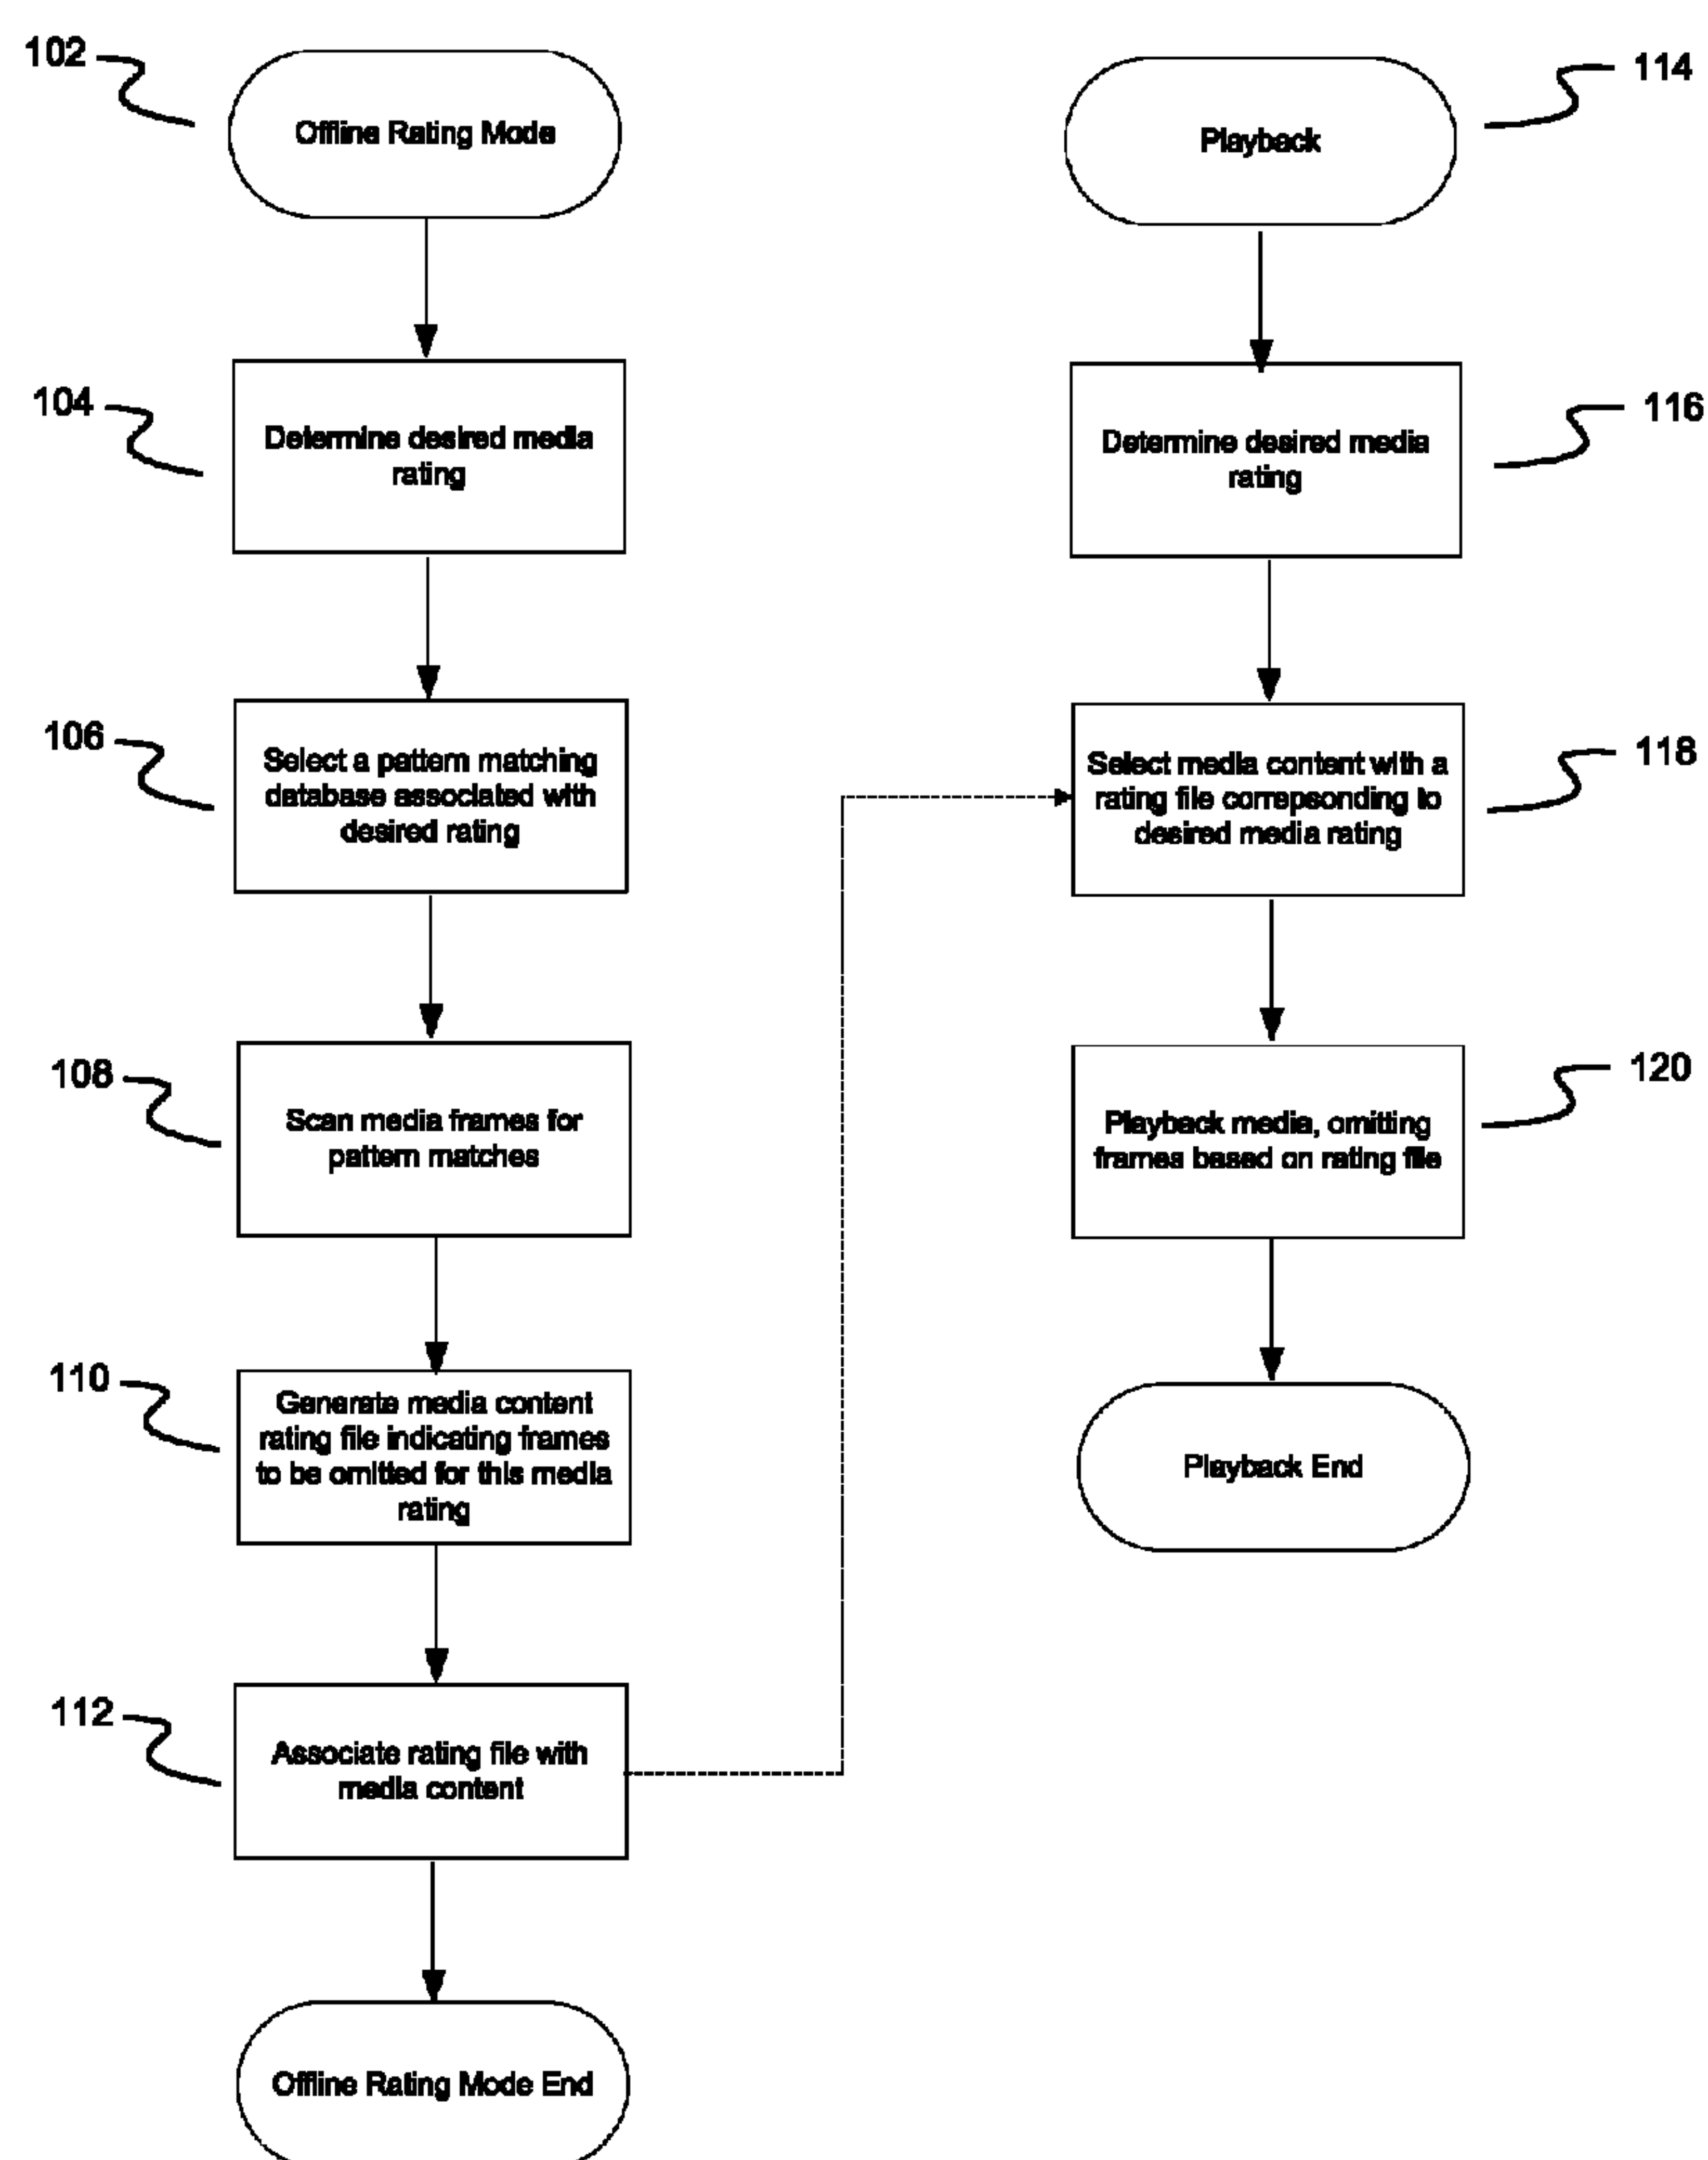 102
Offline Rating Mode
104
Determine desired media
rating
106
Select a pattern matching
database associated with
desired rating
108
Scan media frames for
pattern matches
110
Generate media content
rating file indicating frames
to be omitted for this media
rating
112
Associate rating file with
media content
Offline Rating Mode End
114
Playback
116
Determine desired media
rating
118
Select media content with a
rating file correpsonding to
desired media rating
120
Playback media, omitting
frames based on rating file
Playback End